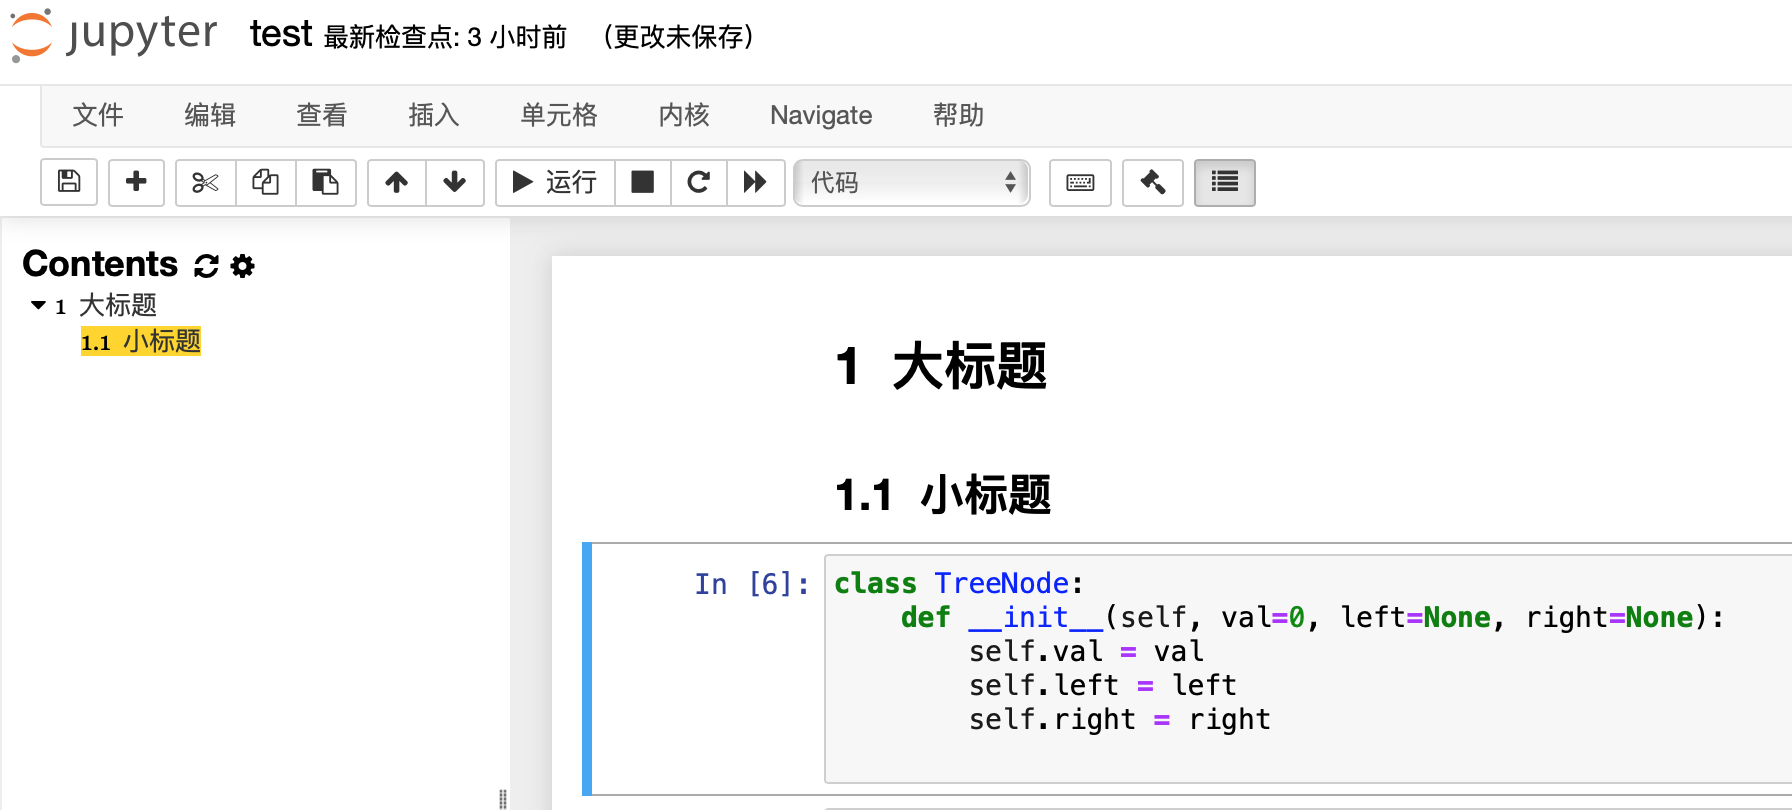 jupyter test 最新检查点: 3 小时前 (更改未保存)
文件 编辑 查看 插入 单元格 内核 Navigate 帮助
运行 代码
Contents
1 大标题
1.1 小标题
1 大标题
1.1 小标题
In [6]:
class TreeNode:
    def __init__(self, val=0, left=None, right=None):
        self.val = val
        self.left = left
        self.right = right